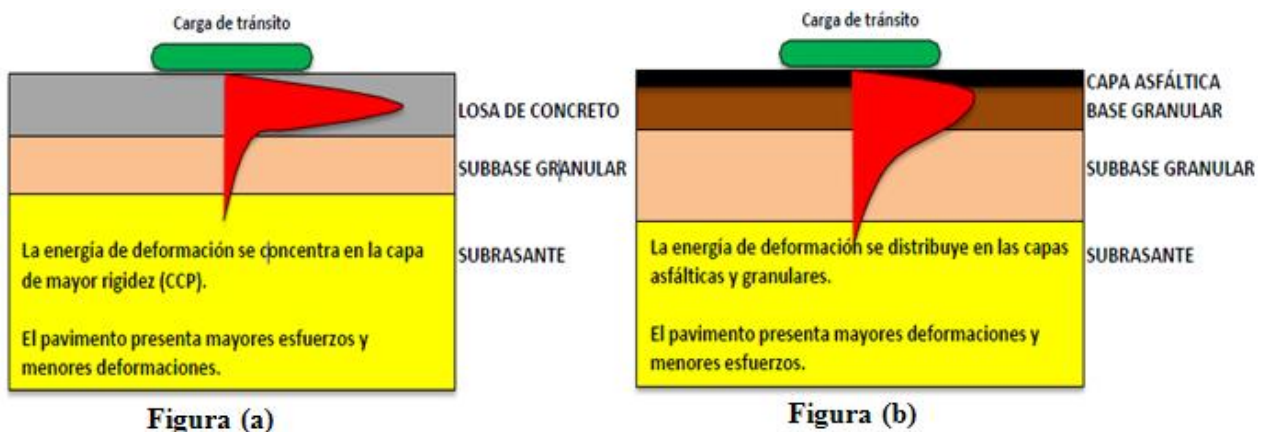 Carga de tránsito
LOSA DE CONCRETO
SUBBASE GRANULAR
La energía de deformación se concentra en la capa
de mayor rigidez (CCP).
SUBRASANTE
El pavimento presenta mayores esfuerzos y
menores deformaciones.
Figura (a)
Carga de tránsito
CAPA ASFÁLTICA
BASE GRANULAR
SUBBASE GRANULAR
La energía de deformación se distribuye en las capas
asfálticas y granulares.
SUBRASANTE
El pavimento presenta mayores deformaciones y
menores esfuerzos.
Figura (b)